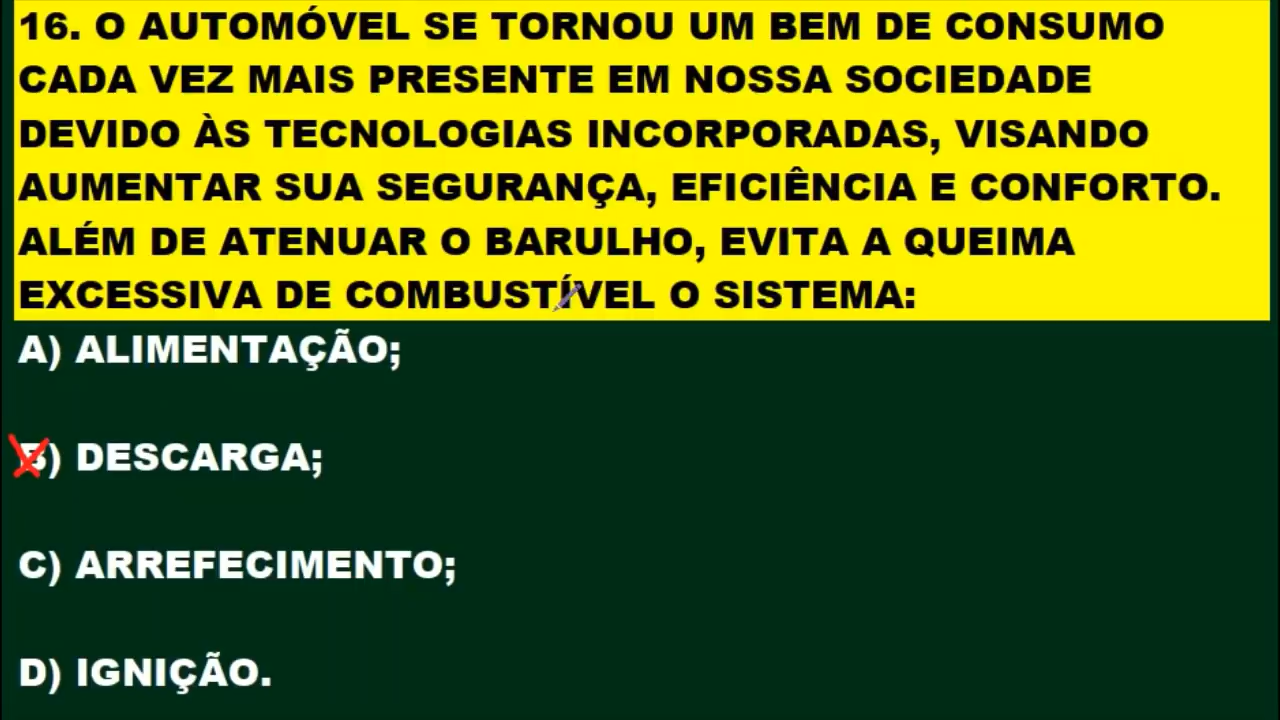 16. O AUTOMÓVEL SE TORNOU UM BEM DE CONSUMO
CADA VEZ MAIS PRESENTE EM NOSSA SOCIEDADE
DEVIDO ÀS TECNOLOGIAS INCORPORADAS, VISANDO
AUMENTAR SUA SEGURANÇA, EFICIÊNCIA E CONFORTO.
ALÉM DE ATENUAR O BARULHO, EVITA A QUEIMA
EXCESSIVA DE COMBUSTÍVEL O SISTEMA:
A) ALIMENTAÇÃO;
B) DESCARGA;
C) ARREFECIMENTO;
D) IGNIÇÃO.